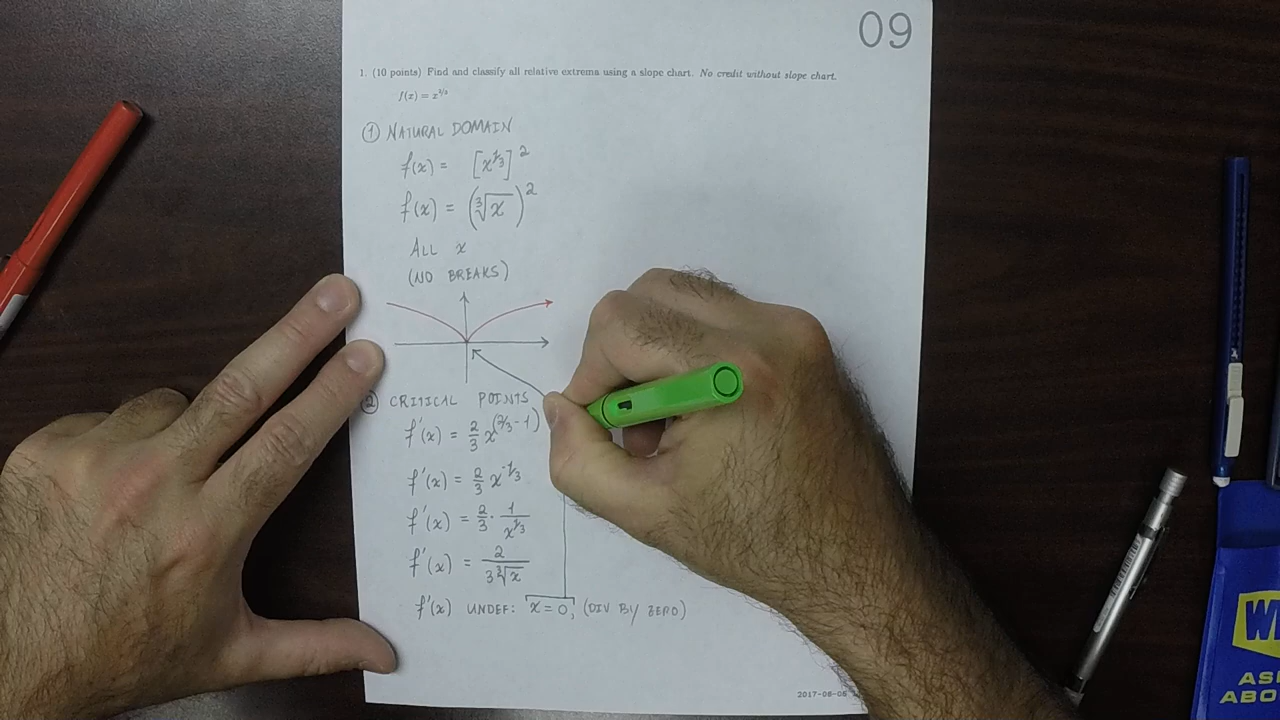 09
1. (10 points) Find and classify all relative extrema using a slope chart. No credit without slope chart.
f(x) = x^{2/3}
① NATURAL DOMAIN
f(x) = [x^{1/3}]^2
f(x) = (∛x)^2
ALL x
(NO BREAKS)
② CRITICAL POINTS
f'(x) = 2/3 x^{(2/3 - 1)}
f'(x) = 2/3 x^{-1/3}
f'(x) = 2/3 · 1/x^{1/3}
f'(x) = 2/(3∛x)
f'(x) UNDEF: x = 0, (DIV BY ZERO)